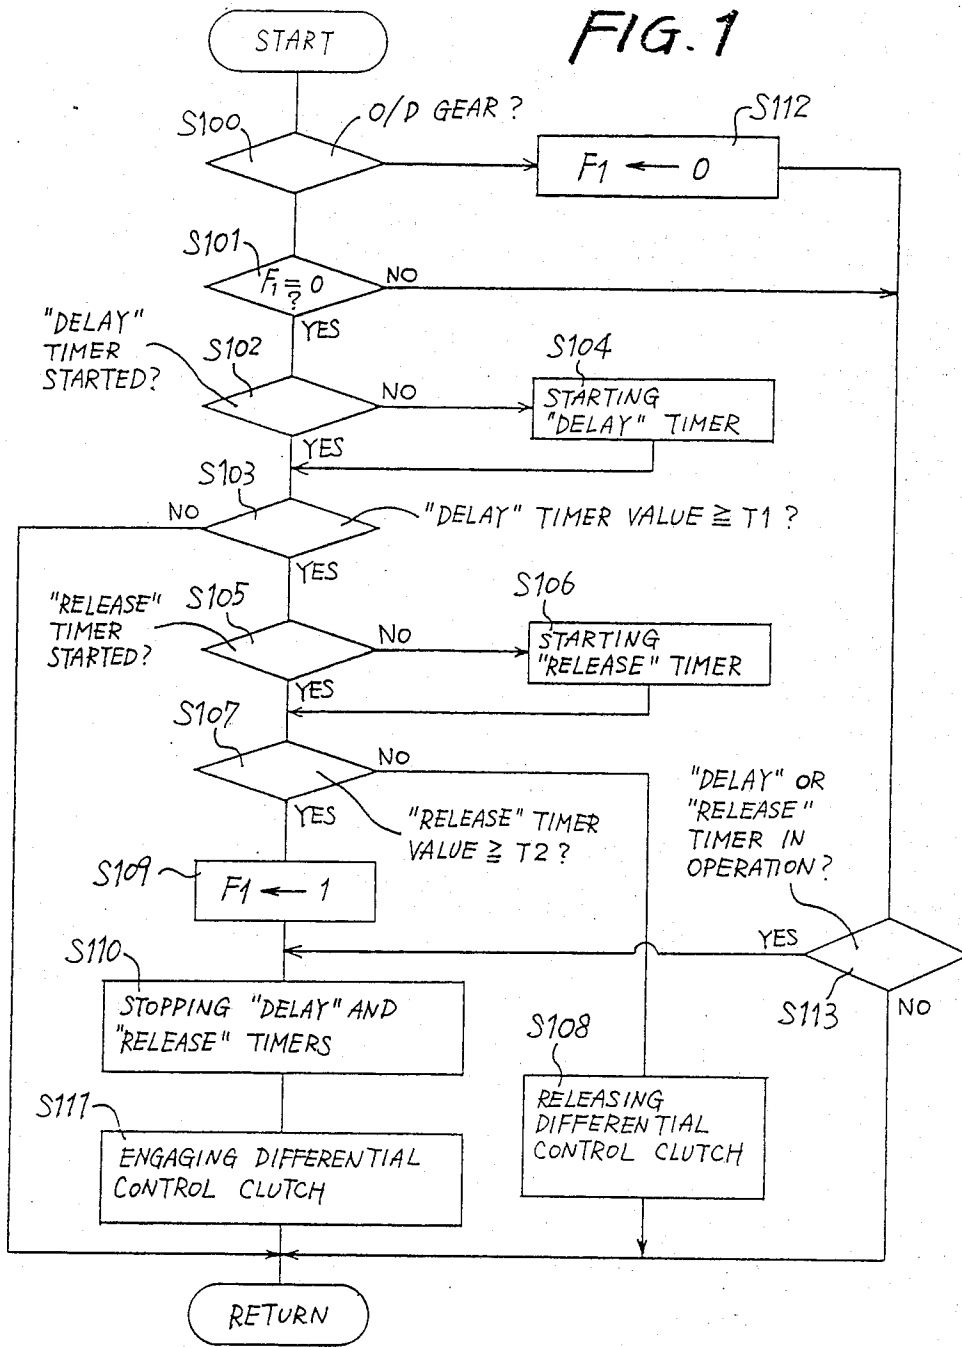 FIG. 1
START
S100
O/D GEAR ?
S112
F1 ← 0
S101
F1 = 0
?
NO
YES
"DELAY"
TIMER
STARTED?
S102
NO
YES
S104
STARTING
"DELAY" TIMER
S103
NO
"DELAY" TIMER VALUE ≧ T1 ?
YES
"RELEASE"
TIMER
STARTED?
S105
NO
YES
S106
STARTING
"RELEASE" TIMER
S107
NO
YES
"RELEASE" TIMER
VALUE ≧ T2 ?
"DELAY" OR
"RELEASE"
TIMER IN
OPERATION?
S109
F1 ← 1
YES
S113
NO
S110
STOPPING "DELAY" AND
"RELEASE" TIMERS
S108
RELEASING
DIFFERENTIAL
CONTROL CLUTCH
S111
ENGAGING DIFFERENTIAL
CONTROL CLUTCH
RETURN